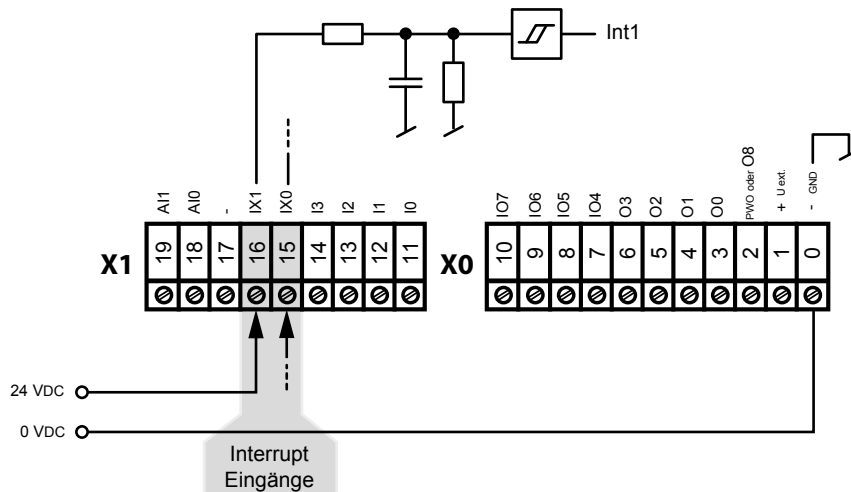 Int1
AI1
AI0
-
IX1
IX0
I3
I2
I1
I0
IO7
IO6
IO5
IO4
O3
O2
O1
O0
PWO oder O8
+ U ext.
- GND
X1
19
18
17
16
15
14
13
12
11
X0
10
9
8
7
6
5
4
3
2
1
0
24 VDC
0 VDC
Interrupt
Eingänge